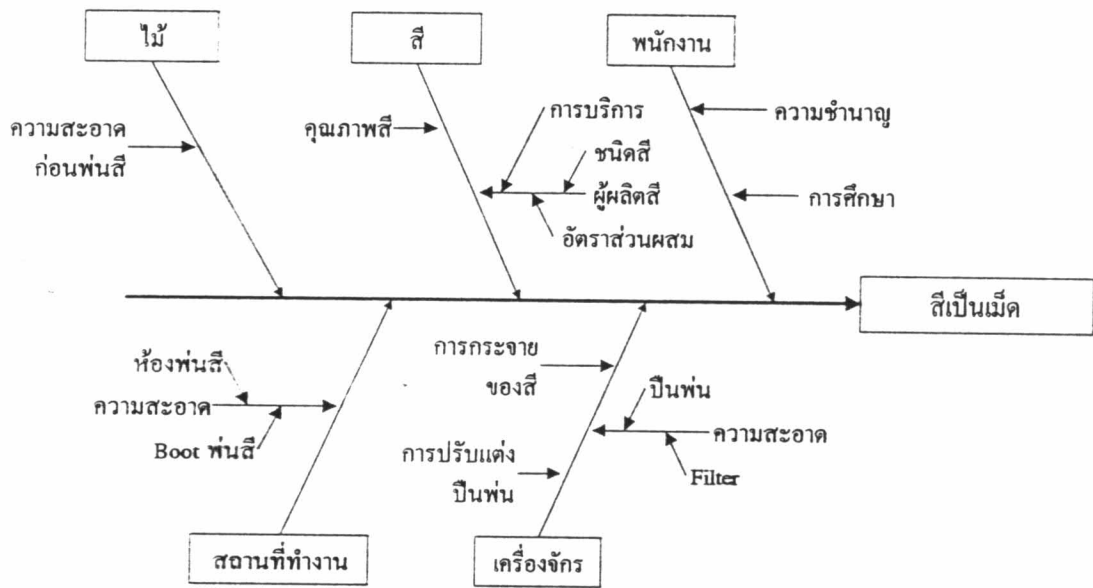 ไม้
สี
พนักงาน
ความสะอาด
ก่อนพ่นสี
คุณภาพสี
การบริการ
ชนิดสี
ผู้ผลิตสี
อัตราส่วนผสม
ความชำนาญ
การศึกษา
สีเป็นเม็ด
ห้องพ่นสี
ความสะอาด
Boot พ่นสี
การกระจาย
ของสี
การปรับแต่ง
ปืนพ่น
ปืนพ่น
ความสะอาด
Filter
สถานที่ทำงาน
เครื่องจักร